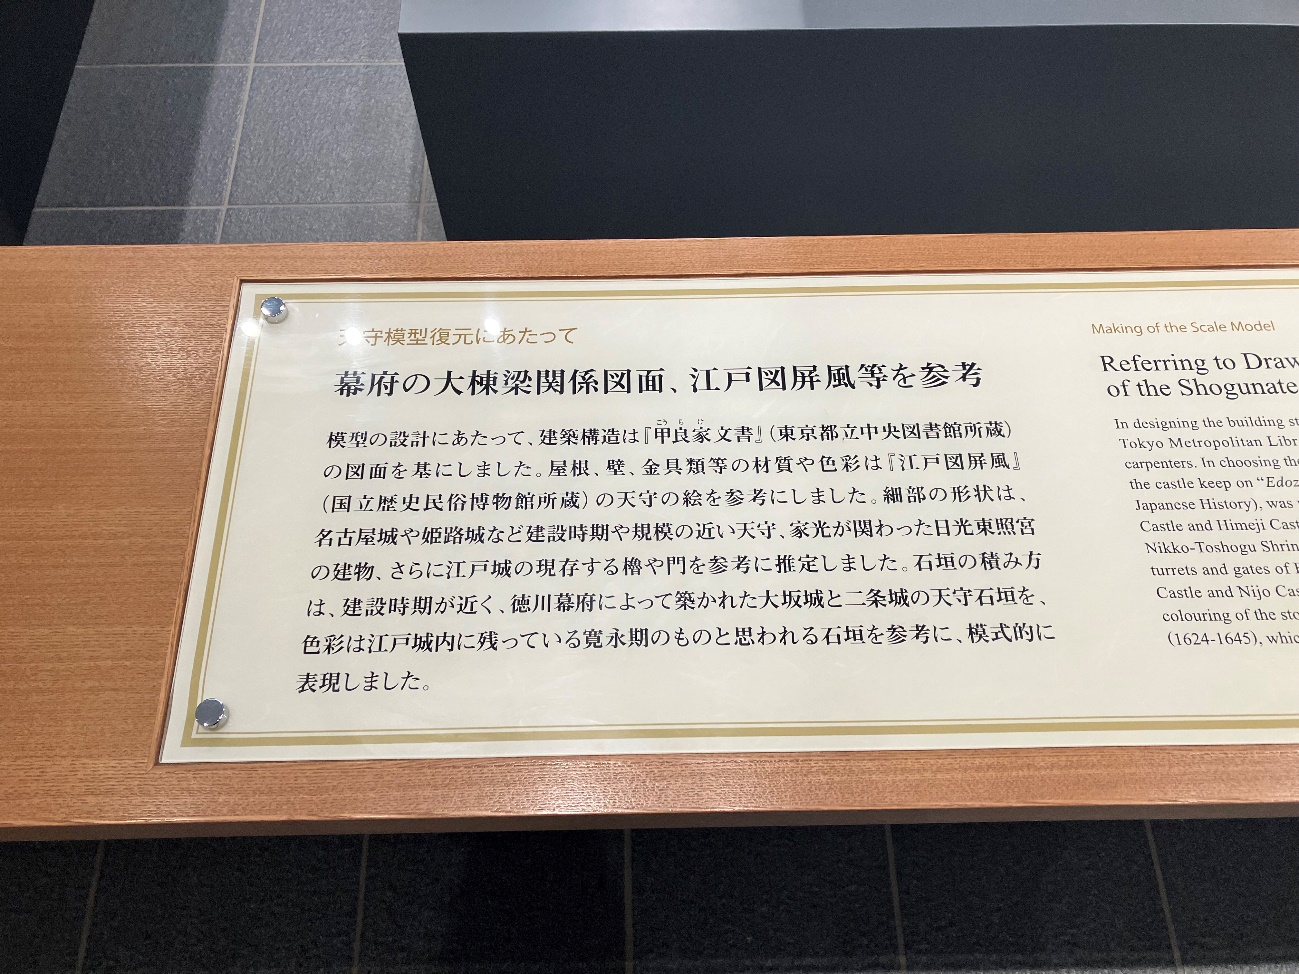 天守模型復元にあたって
幕府の大棟梁関係図面、江戸図屏風等を参考
模型の設計にあたって、建築構造は『甲良家文書』（東京都立中央図書館所蔵）
の図面を基にしました。屋根、壁、金具類等の材質や色彩は『江戸図屏風』
（国立歴史民俗博物館所蔵）の天守の絵を参考にしました。細部の形状は、
名古屋城や姫路城など建設時期や規模の近い天守、家光が関わった日光東照宮
の建物、さらに江戸城の現存する櫓や門を参考に推定しました。石垣の積み方
は、建設時期が近く、徳川幕府によって築かれた大坂城と二条城の天守石垣を、
色彩は江戸城内に残っている寛永期のものと思われる石垣を参考に、模式的に
表現しました。
Making of the Scale Model
Referring to Draw
of the Shogunate
In designing the building st
Tokyo Metropolitan Libr
carpenters. In choosing the
the castle keep on “Edoz
Japanese History), was
Castle and Himeji Cast
Nikko-Toshogu Shrin
turrets and gates of
Castle and Nijo Cas
colouring of the sto
(1624-1645), whic